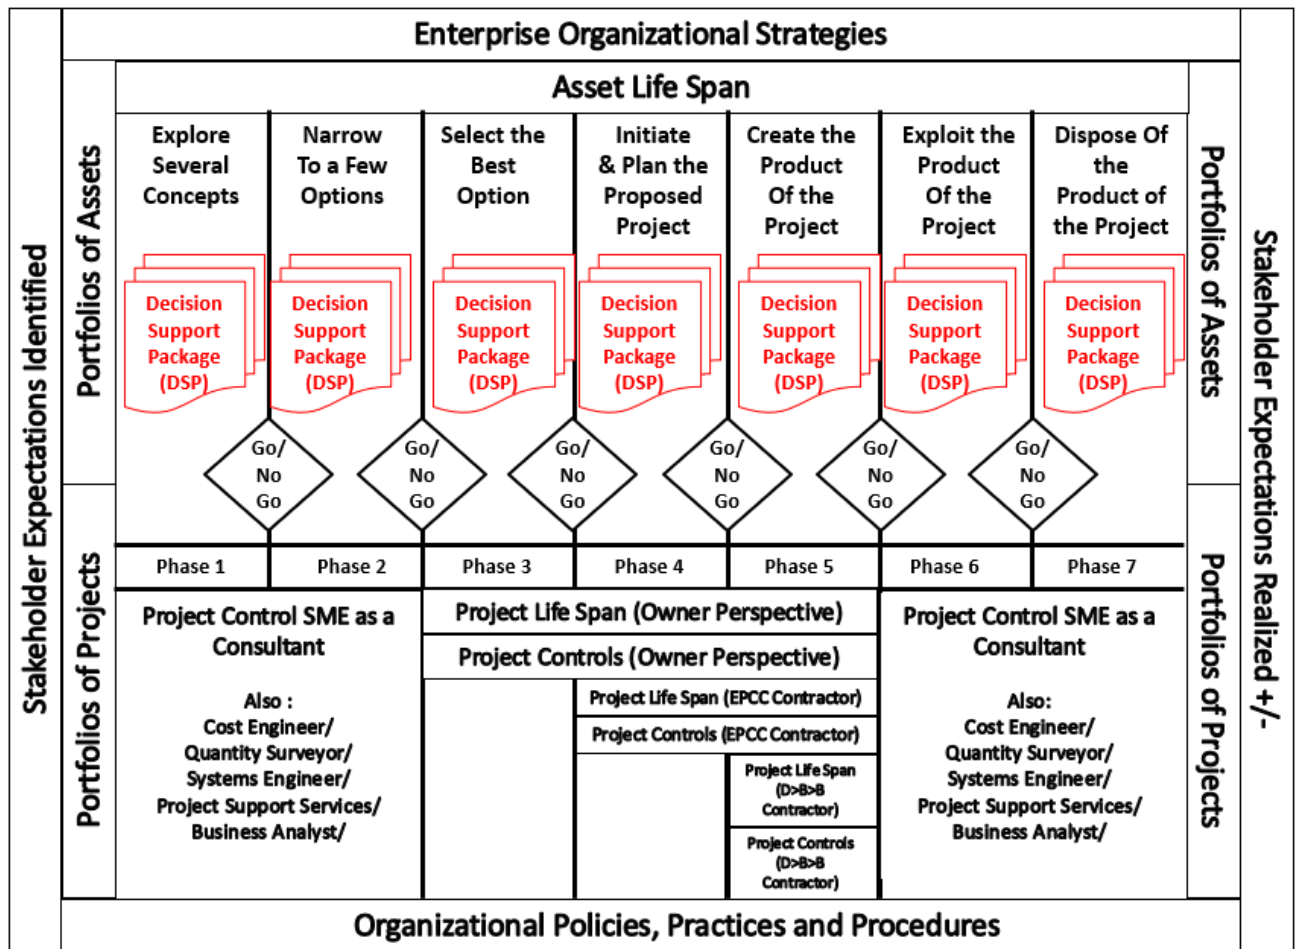 Enterprise Organizational Strategies
Stakeholder Expectations Identified
Portfolios of Assets
Portfolios of Projects
Asset Life Span
Explore
Several
Concepts
Narrow
To a Few
Options
Select the
Best
Option
Initiate
& Plan the
Proposed
Project
Create the
Product
Of the
Project
Exploit the
Product
Of the
Project
Dispose Of
the
Product of
the Project
Decision
Support
Package
(DSP)
Decision
Support
Package
(DSP)
Decision
Support
Package
(DSP)
Decision
Support
Package
(DSP)
Decision
Support
Package
(DSP)
Decision
Support
Package
(DSP)
Decision
Support
Package
(DSP)
Go/
No
Go
Go/
No
Go
Go/
No
Go
Go/
No
Go
Go/
No
Go
Go/
No
Go
Phase 1
Phase 2
Phase 3
Phase 4
Phase 5
Phase 6
Phase 7
Project Control SME as a
Consultant
Also :
Cost Engineer/
Quantity Surveyor/
Systems Engineer/
Project Support Services/
Business Analyst/
Project Life Span (Owner Perspective)
Project Controls (Owner Perspective)
Project Life Span (EPCC Contractor)
Project Controls (EPCC Contractor)
Project Life Span
(D>B>B
Contractor)
Project Controls
(D>B>B
Contractor)
Project Control SME as a
Consultant
Also:
Cost Engineer/
Quantity Surveyor/
Systems Engineer/
Project Support Services/
Business Analyst/
Portfolios of Assets
Portfolios of Projects
Stakeholder Expectations Realized +/-
Organizational Policies, Practices and Procedures